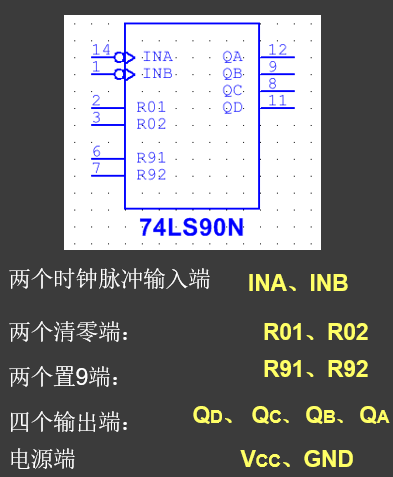 14 INA QA 12
1 INB QB 9
QC 8
2 R01 QD 11
3 R02
6 R91
7 R92
74LS90N
两个时钟脉冲输入端 INA、INB
两个清零端： R01、R02
两个置9端： R91、R92
四个输出端： QD、 QC、QB、QA
电源端 VCC、GND